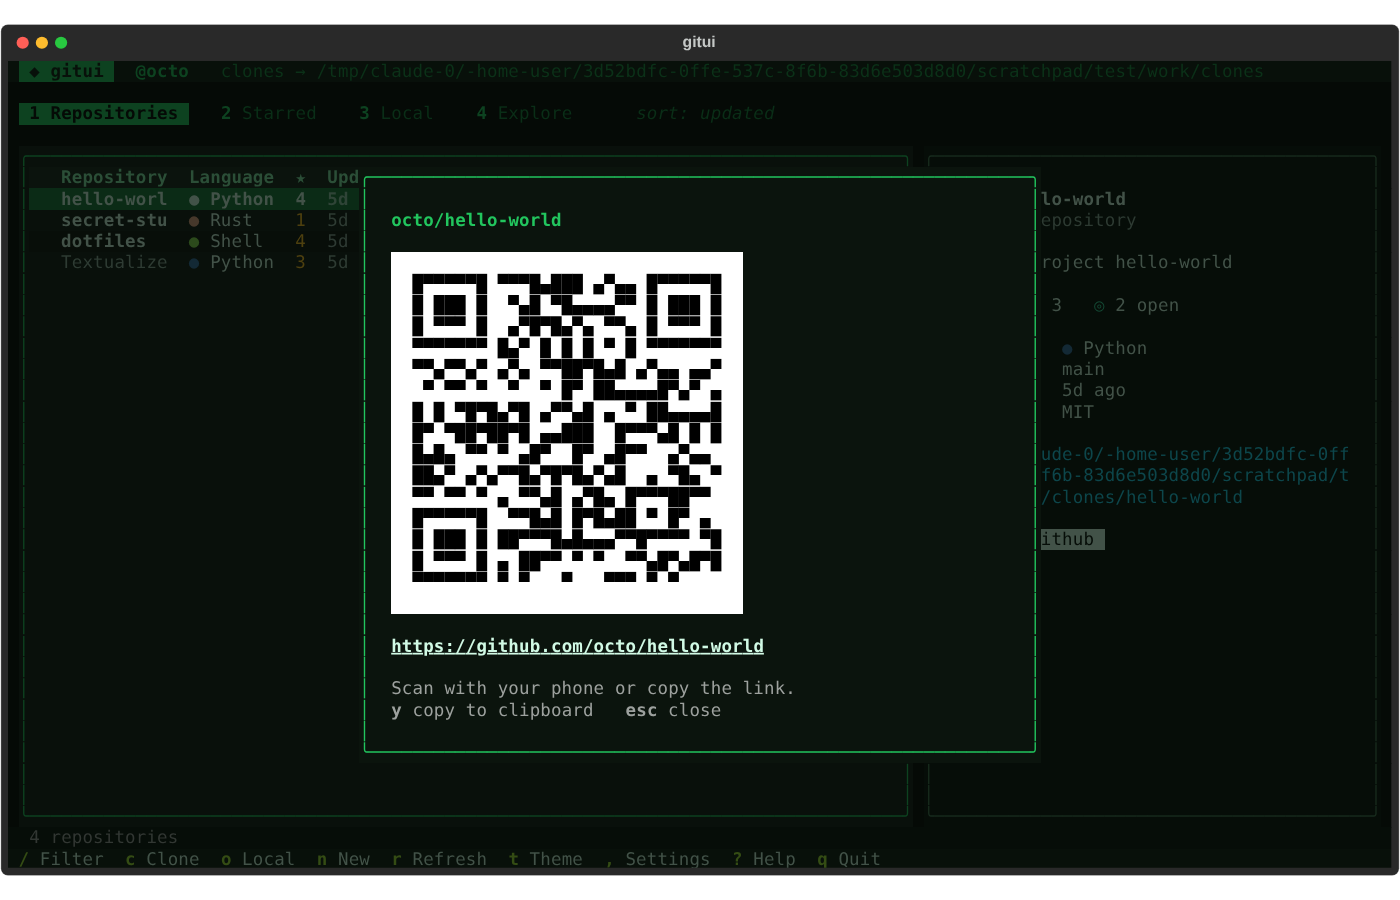 gitui
◆ gitui @octo clones → /tmp/claude-0/-home-user/3d52bdfc-0ffe-537c-8f6b-83d6e503d8d0/scratchpad/test/work/clones
1 Repositories 2 Starred 3 Local 4 Explore sort: updated
Repository Language ★ Upd
hello-worl ● Python 4 5d
secret-stu ● Rust 1 5d
dotfiles ● Shell 4 5d
Textualize ● Python 3 5d
octo/hello-world
https://github.com/octo/hello-world
Scan with your phone or copy the link.
y copy to clipboard esc close
lo-world
epository
roject hello-world
3 ◎ 2 open
● Python
main
5d ago
MIT
ude-0/-home-user/3d52bdfc-0ff
f6b-83d6e503d8d0/scratchpad/t
/clones/hello-world
ithub
4 repositories
/ Filter c Clone o Local n New r Refresh t Theme , Settings ? Help q Quit